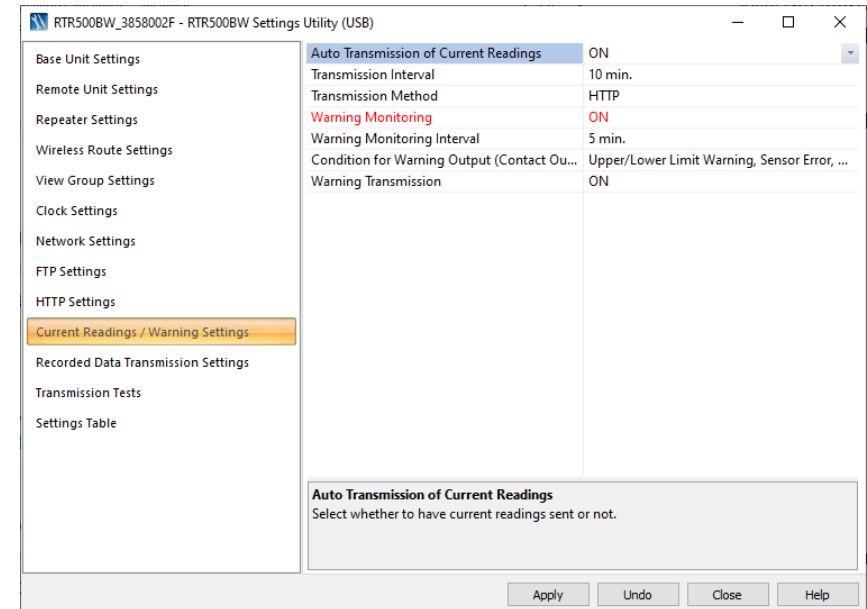 RTR500BW_3858002F - RTR500BW Settings Utility (USB)
Base Unit Settings
Remote Unit Settings
Repeater Settings
Wireless Route Settings
View Group Settings
Clock Settings
Network Settings
FTP Settings
HTTP Settings
Current Readings / Warning Settings
Recorded Data Transmission Settings
Transmission Tests
Settings Table
Auto Transmission of Current Readings ON
Transmission Interval 10 min.
Transmission Method HTTP
Warning Monitoring ON
Warning Monitoring Interval 5 min.
Condition for Warning Output (Contact Ou... Upper/Lower Limit Warning, Sensor Error, ...
Warning Transmission ON
Auto Transmission of Current Readings
Select whether to have current readings sent or not.
Apply Undo Close Help